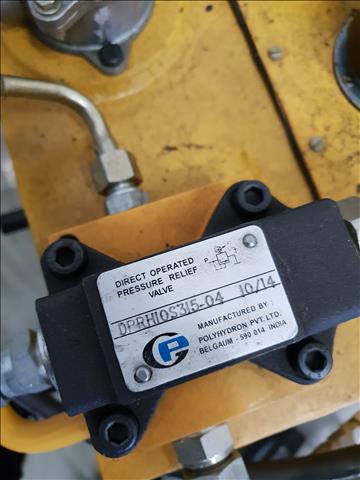 P
DIRECT OPERATED
PRESSURE RELIEF
VALVE
DPRH10S315-04 10/14
MANUFACTURED BY :
POLYHYDRON PVT. LTD.
BELGAUM - 590 014 INDIA